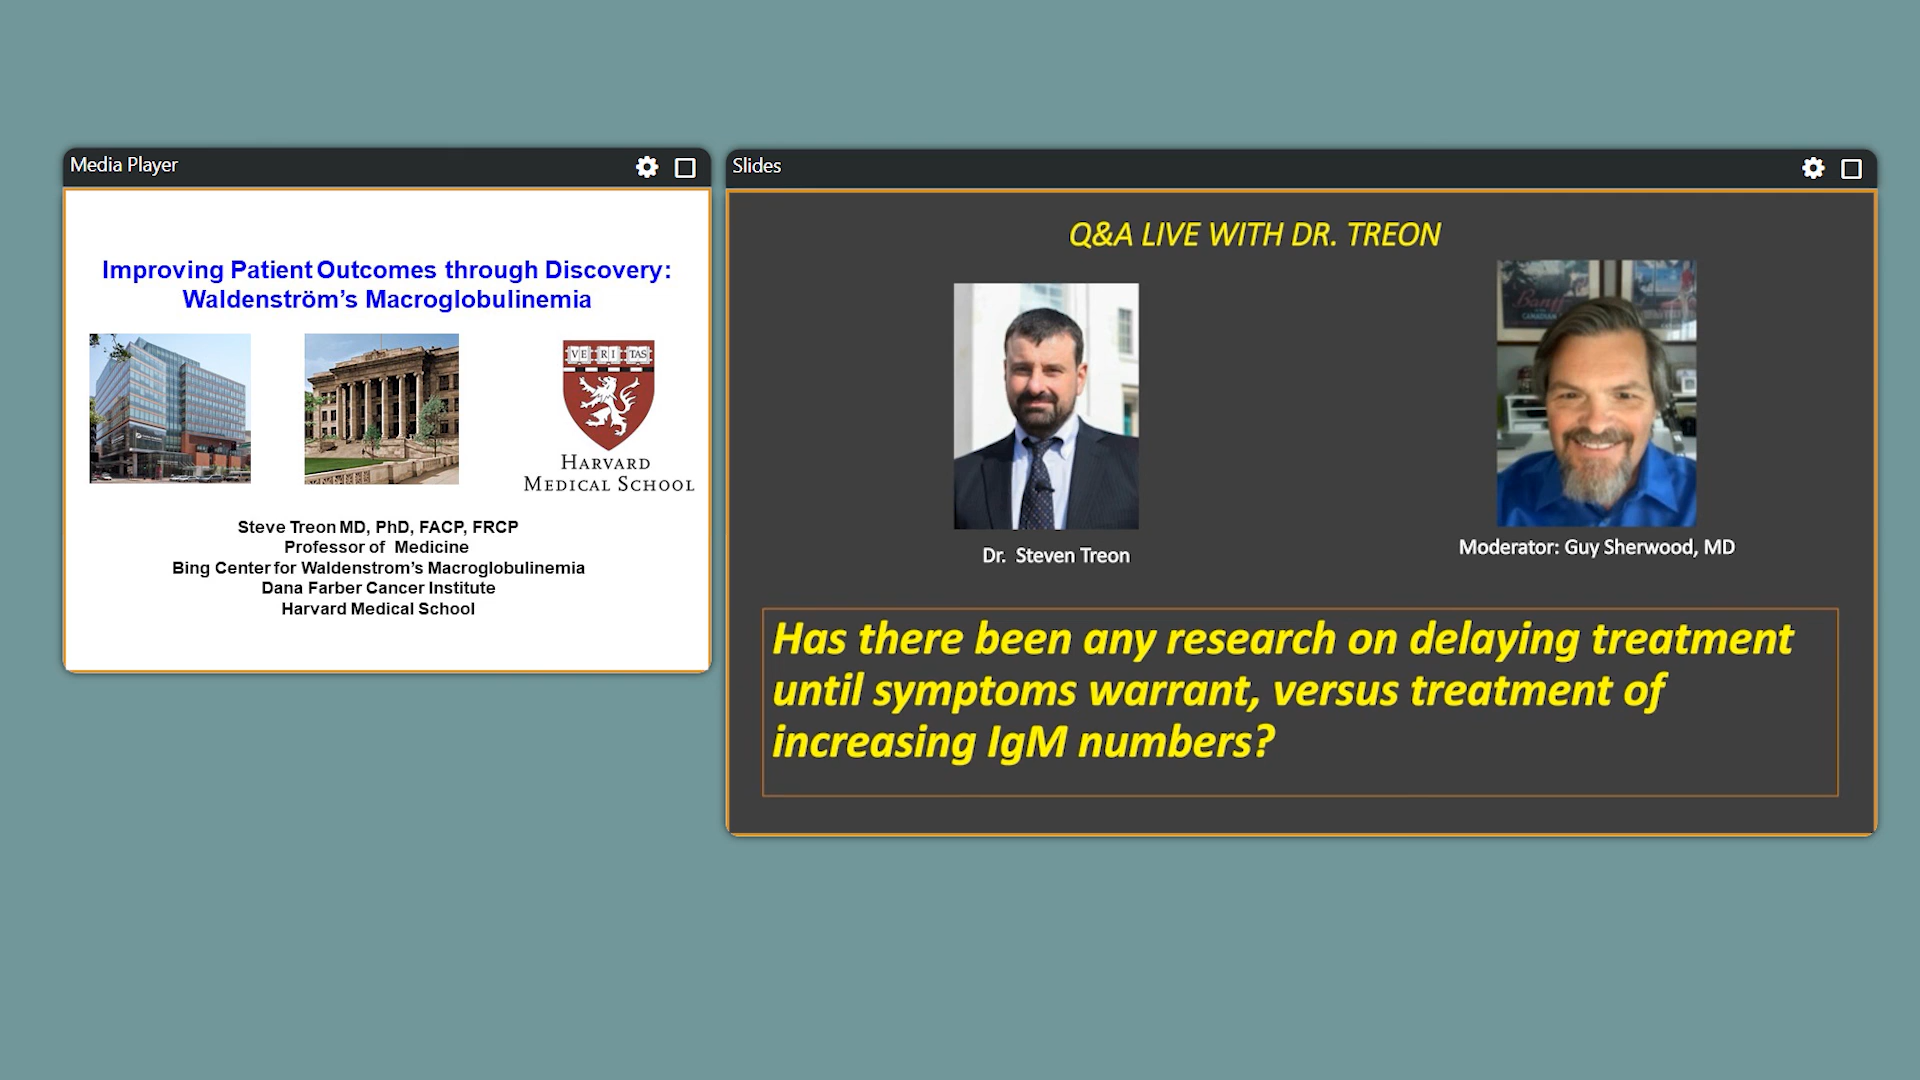 Media Player
Improving Patient Outcomes through Discovery:
Waldenström’s Macroglobulinemia
VE RI TAS
HARVARD
MEDICAL SCHOOL
Steve Treon MD, PhD, FACP, FRCP
Professor of Medicine
Bing Center for Waldenstrom’s Macroglobulinemia
Dana Farber Cancer Institute
Harvard Medical School
Slides
Q&A LIVE WITH DR. TREON
Banff
CANADIAN
Dr. Steven Treon
Moderator: Guy Sherwood, MD
Has there been any research on delaying treatment
until symptoms warrant, versus treatment of
increasing IgM numbers?